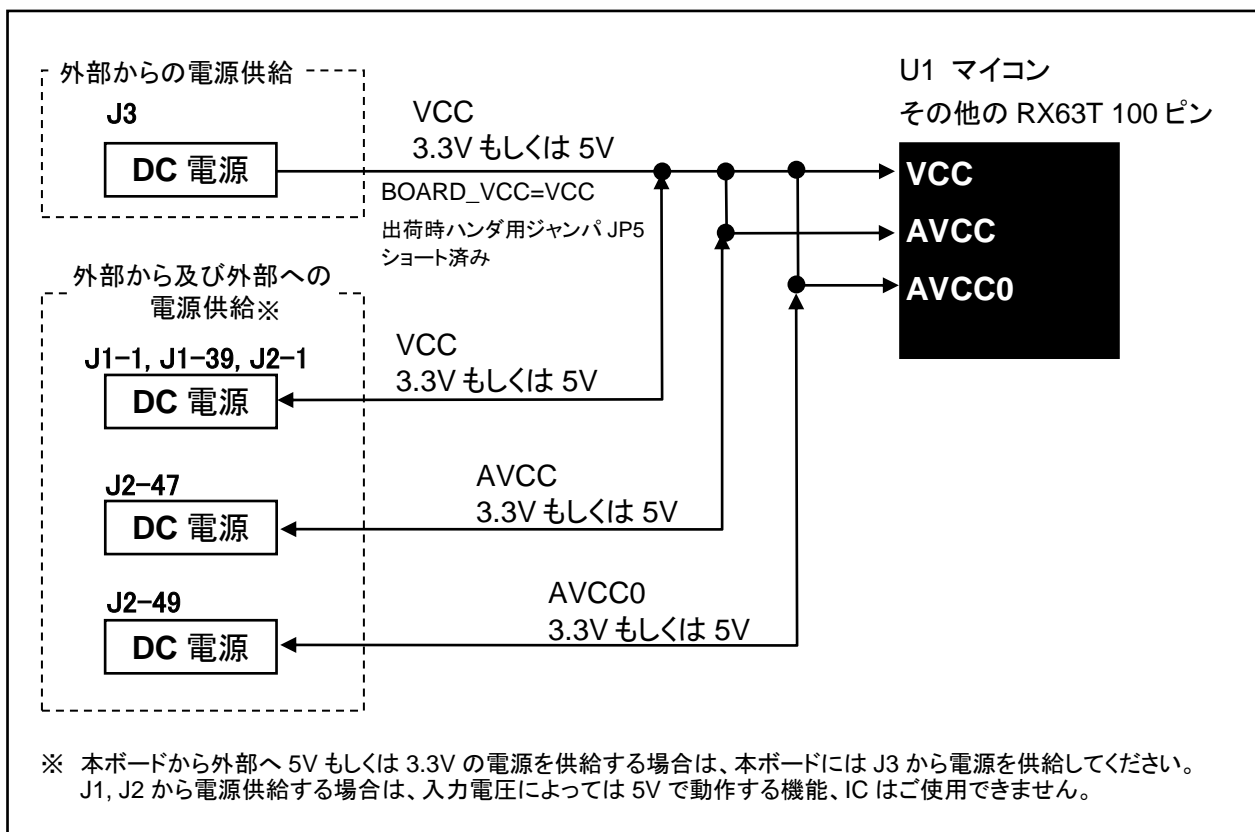 外部からの電源供給
J3
DC 電源
VCC
3.3V もしくは 5V
BOARD_VCC=VCC
出荷時ハンダ用ジャンパ JP5
ショート済み
U1 マイコン
その他の RX63T 100 ピン
VCC
AVCC
AVCC0
外部から及び外部への
電源供給※
J1-1, J1-39, J2-1
DC 電源
VCC
3.3V もしくは 5V
J2-47
DC 電源
AVCC
3.3V もしくは 5V
J2-49
DC 電源
AVCC0
3.3V もしくは 5V
※ 本ボードから外部へ 5V もしくは 3.3V の電源を供給する場合は、本ボードには J3 から電源を供給してください。
J1, J2 から電源供給する場合は、入力電圧によっては 5V で動作する機能、IC はご使用できません。